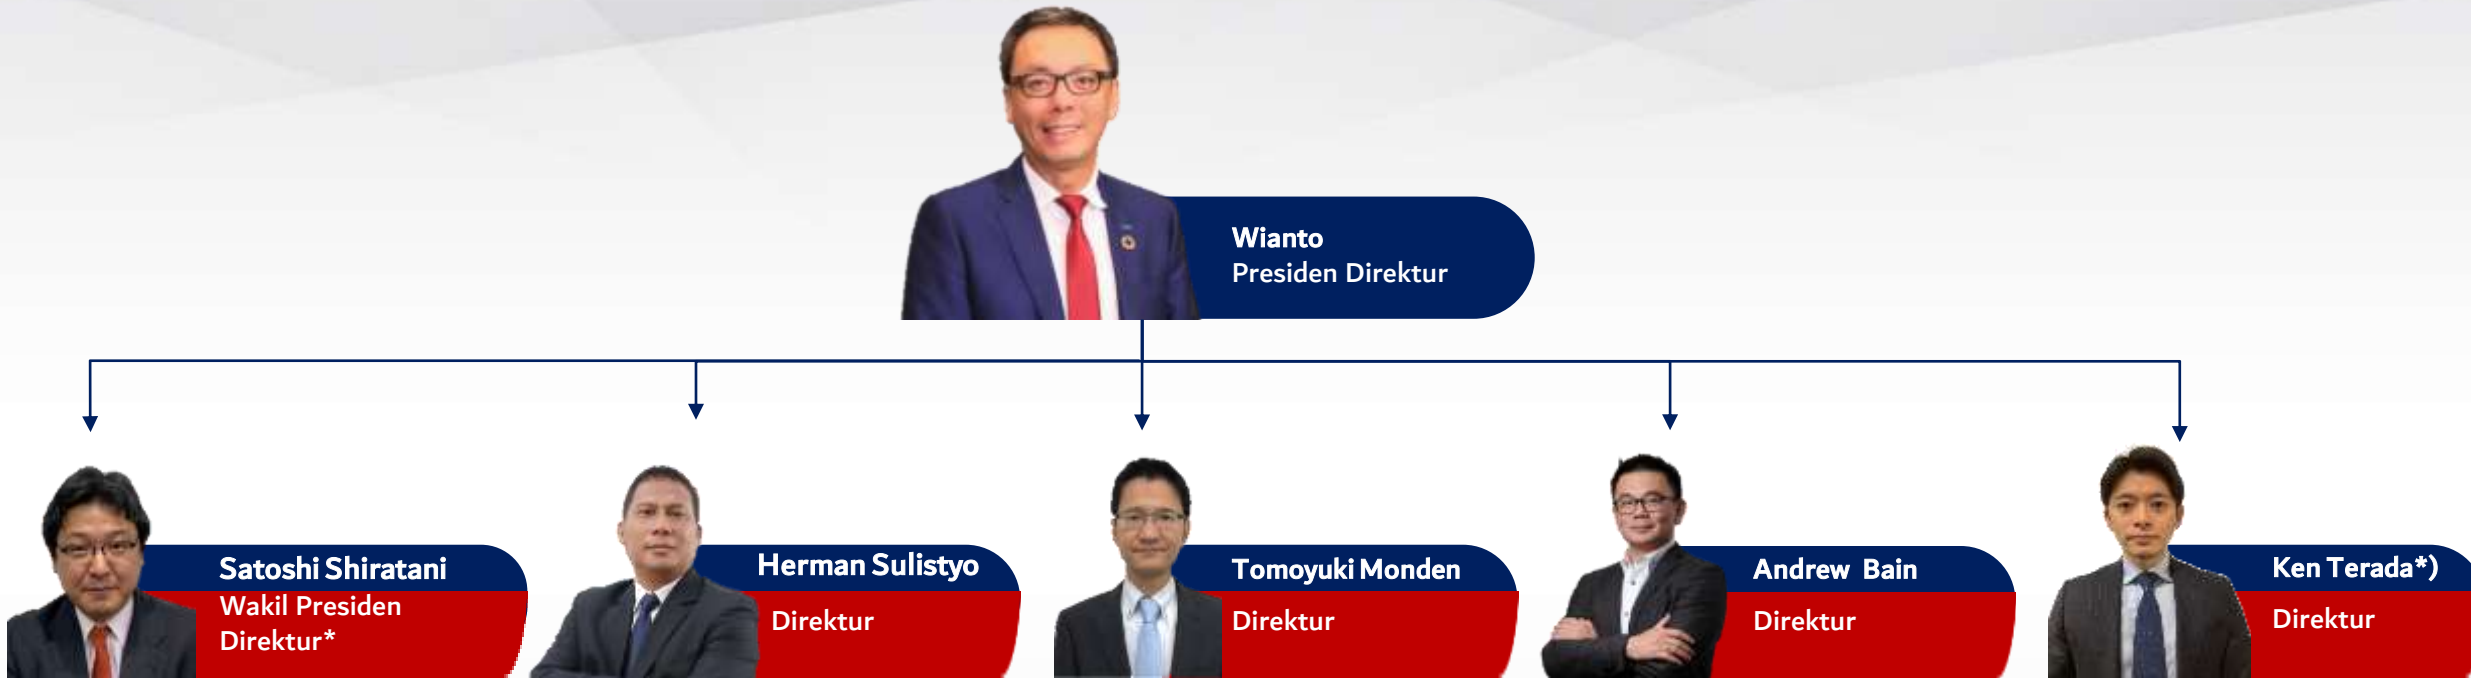 Wianto
Presiden Direktur
Satoshi Shiratani
Wakil Presiden
Direktur*
Herman Sulistyo
Direktur
Tomoyuki Monden
Direktur
Andrew Bain
Direktur
Ken Terada*)
Direktur